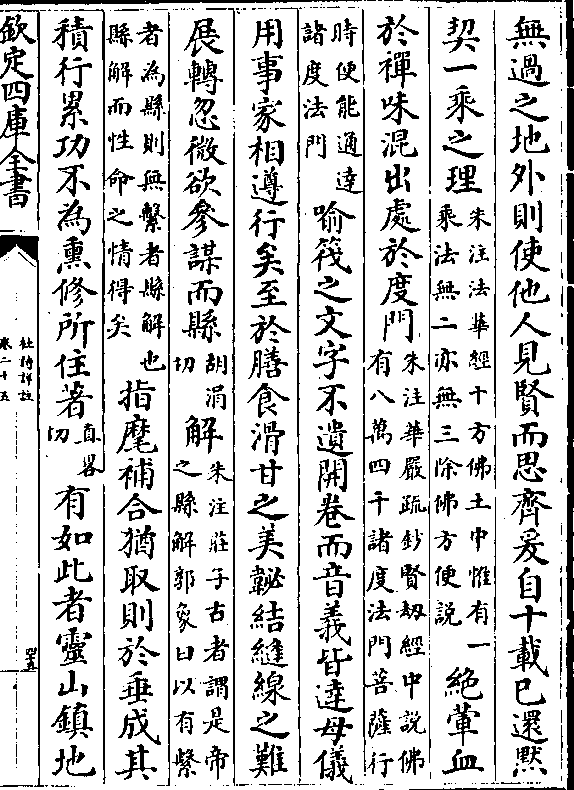 無過之地外則使他人見賢而思齊爰自十載已還黙
契一乘之理朱注法華經十方佛土中惟有一乘法無二亦無三除佛方便說絶葷血
於禪味混出處於度門朱注華嚴疏鈔賢劫經中說佛有八萬四千諸度法門菩薩行
時便能通達諸度法門喻筏之文字不遺開卷而音義皆達母儀
用事家相遵行矣至於膳食滑甘之美韍結縫線之難
展轉忽微欲參謀而縣胡涓切解朱注莊子古者謂是帝之縣解郭象曰以有繫
者為縣則無繫者縣解也縣解而性命之情得矣指麾補合猶取則於垂成其
積行累功不為熏修所住著直畧切有如此者靈山鎮地
欽定四庫全書
杜詩詳註
卷二十五